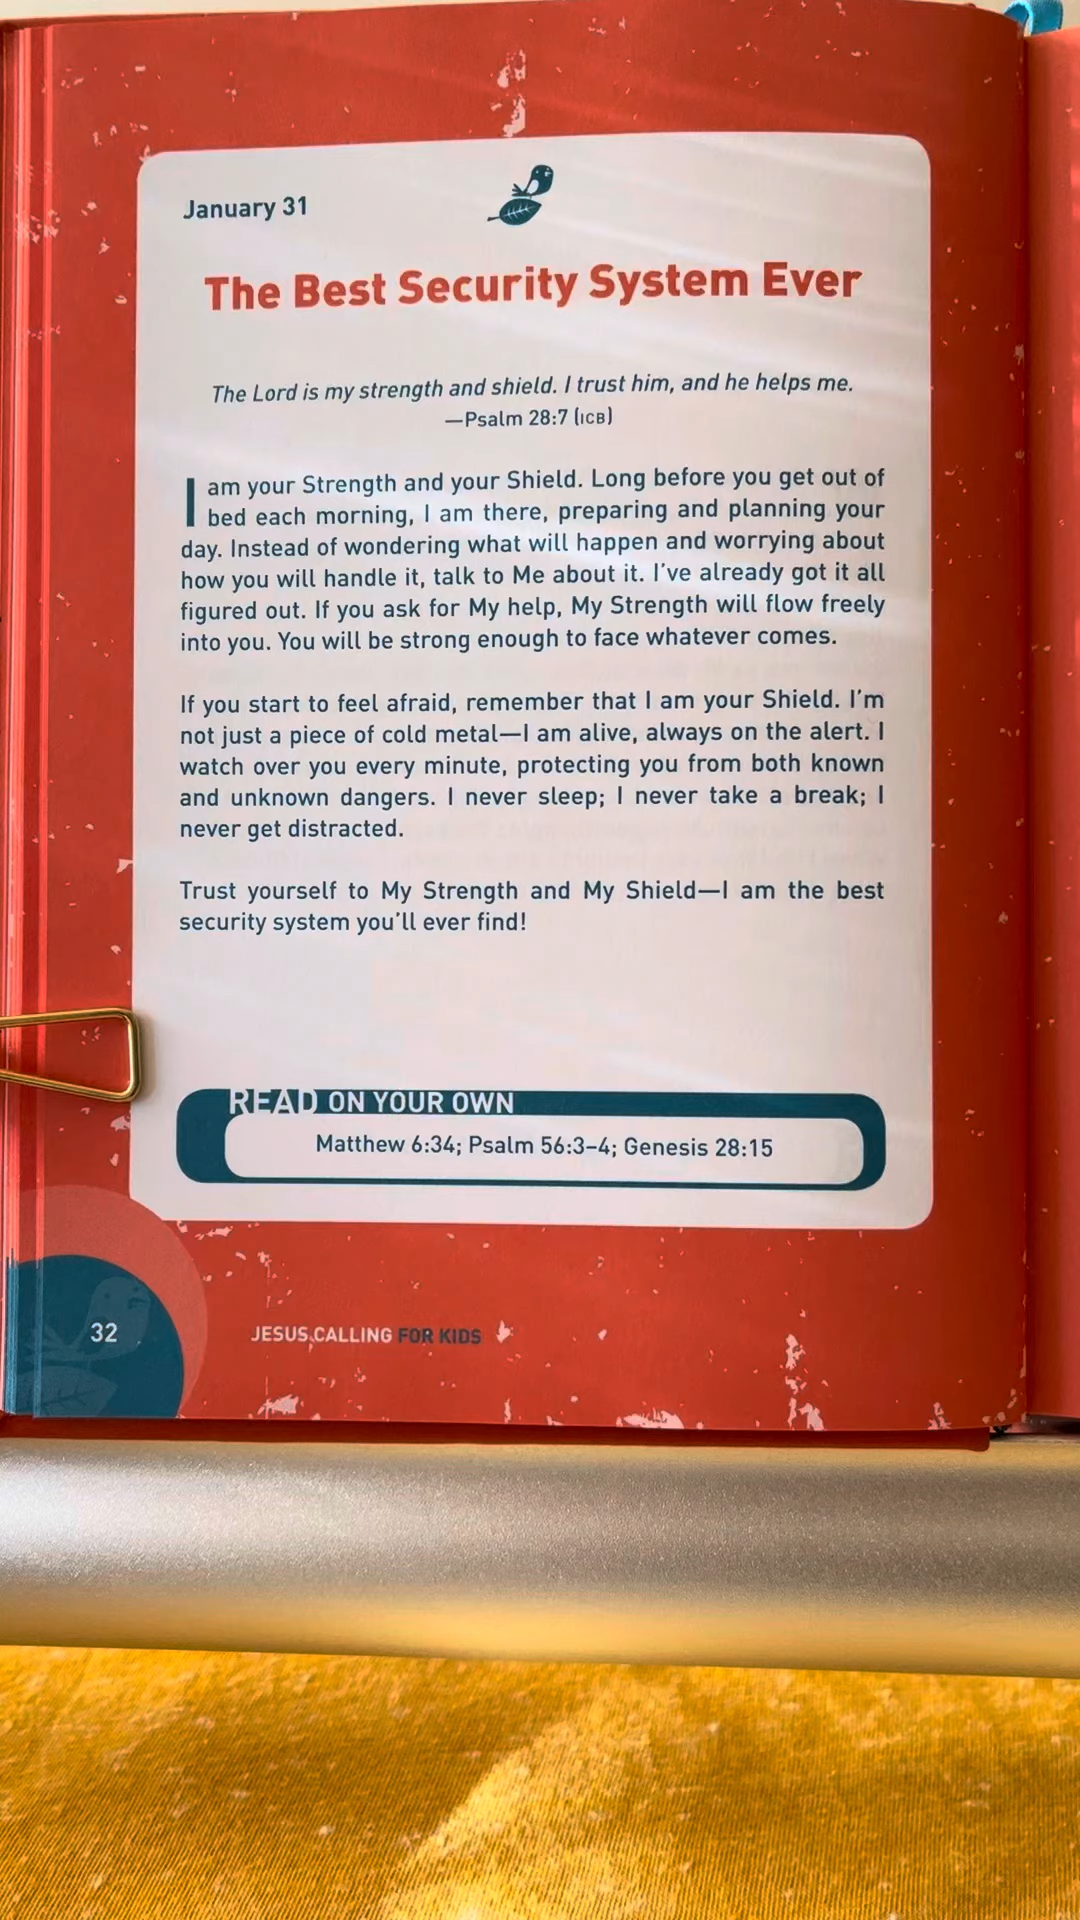 January 31
The Best Security System Ever
The Lord is my strength and shield. I trust him, and he helps me.
—Psalm 28:7 (ICB)
I am your Strength and your Shield. Long before you get out of
bed each morning, I am there, preparing and planning your
day. Instead of wondering what will happen and worrying about
how you will handle it, talk to Me about it. I've already got it all
figured out. If you ask for My help, My Strength will flow freely
into you. You will be strong enough to face whatever comes.
If you start to feel afraid, remember that I am your Shield. I'm
not just a piece of cold metal—I am alive, always on the alert. I
watch over you every minute, protecting you from both known
and unknown dangers. I never sleep; I never take a break; I
never get distracted.
Trust yourself to My Strength and My Shield—I am the best
security system you'll ever find!
READ ON YOUR OWN
Matthew 6:34; Psalm 56:3–4; Genesis 28:15
32
JESUS CALLING FOR KIDS